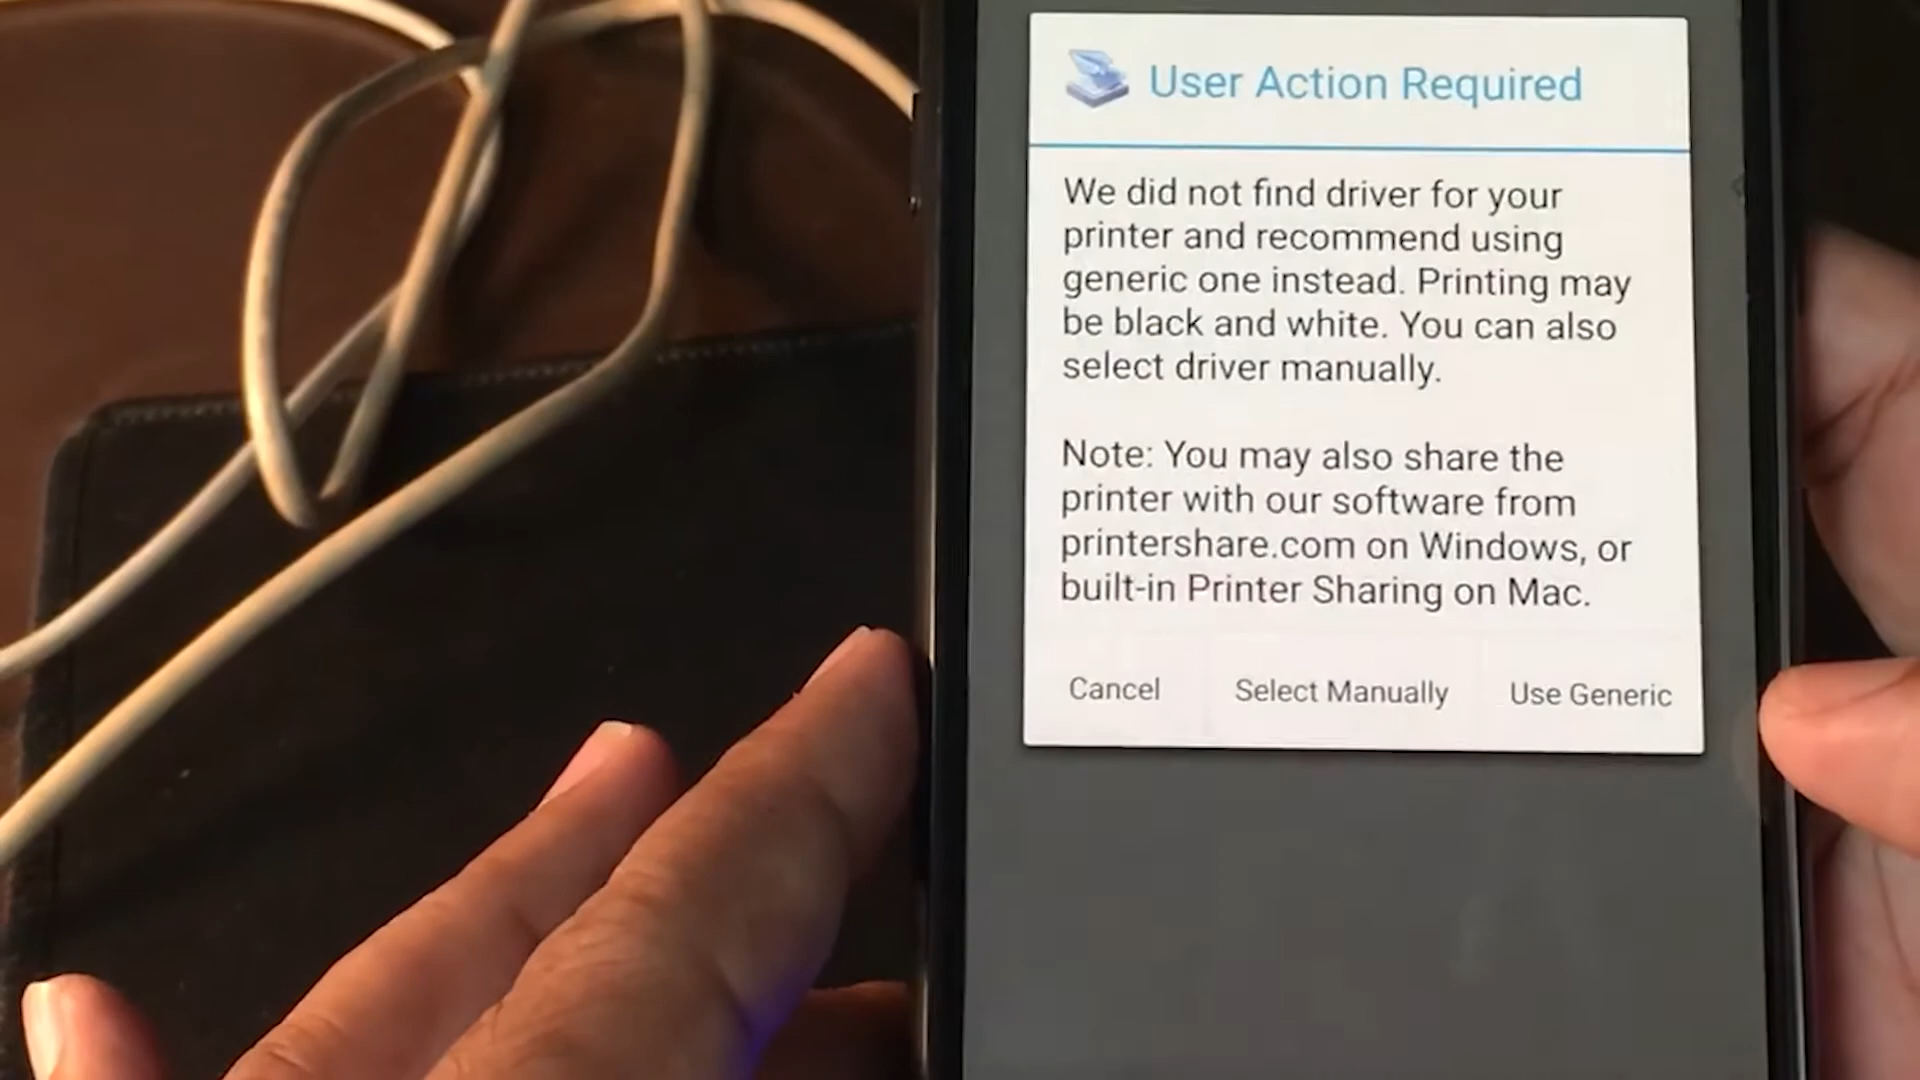 User Action Required
We did not find driver for your
printer and recommend using
generic one instead. Printing may
be black and white. You can also
select driver manually.
Note: You may also share the
printer with our software from
printershare.com on Windows, or
built-in Printer Sharing on Mac.
Cancel
Select Manually
Use Generic